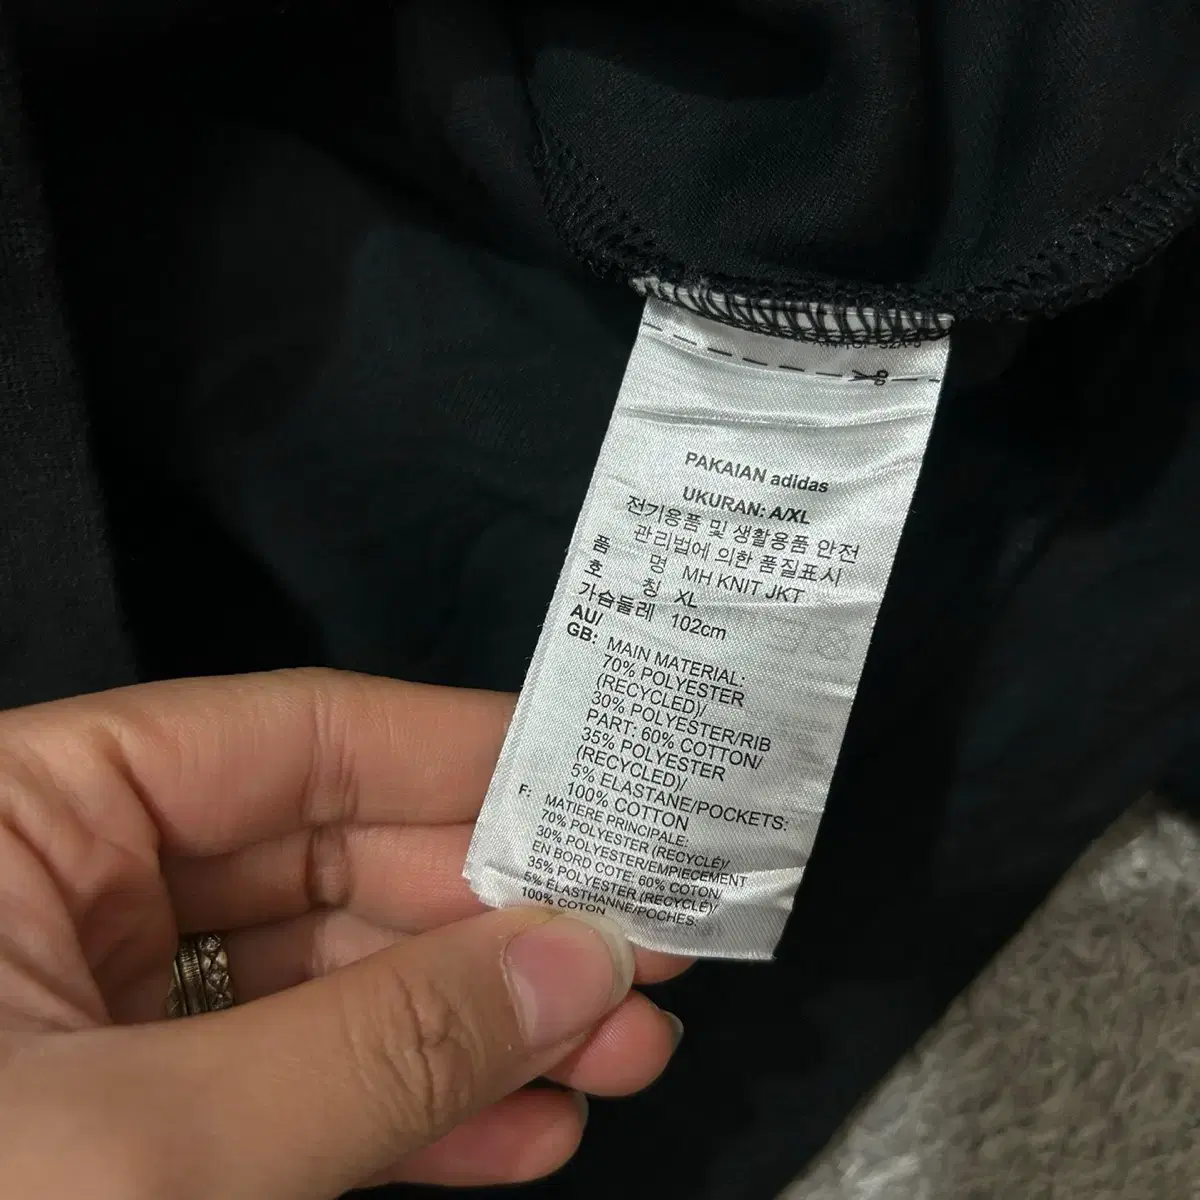 PAKAIAN adidas
UKURAN: A/XL
전기용품 및 생활용품 안전
관리법에 의한 품질표시
품 명 MH KNIT JKT
호 칭 XL
가슴둘레 102cm
AU/
GB: MAIN MATERIAL:
70% POLYESTER
(RECYCLED)/
30% POLYESTER/RIB
PART: 60% COTTON/
35% POLYESTER
(RECYCLED)/
5% ELASTANE/POCKETS:
100% COTTON
F: MATIERE PRINCIPALE:
70% POLYESTER (RECYCLÉ)/
30% POLYESTER/EMPIECEMENT
EN BORD COTE: 60% COTON/
35% POLYESTER (RECYCLÉ)/
5% ELASTHANNE/POCHES:
100% COTON